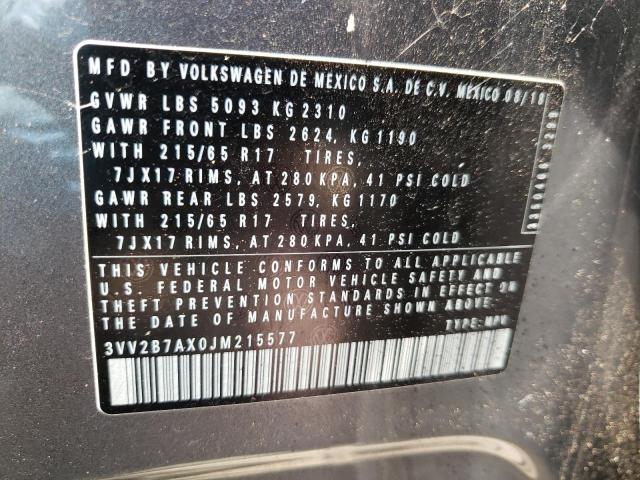 MFD BY VOLKSWAGEN DE MEXICO S.A. DE C.V. MEXICO 08/18
GVWR LBS 5093 KG 2310
GAWR FRONT LBS 2624, KG 1190
WITH 215/65 R17 TIRES,
7JX17 RIMS, AT 280 KPA, 41 PSI COLD
GAWR REAR LBS 2579, KG 1170
WITH 215/65 R17 TIRES,
7JX17 RIMS, AT 280 KPA, 41 PSI COLD
THIS VEHICLE CONFORMS TO ALL APPLICABLE
U.S. FEDERAL MOTOR VEHICLE SAFETY AND
THEFT PREVENTION STANDARDS IN EFFECT ON
THE DATE OF MANUFACTURE SHOWN ABOVE.
3VV2B7AX0JM215577 TYPE: MPV